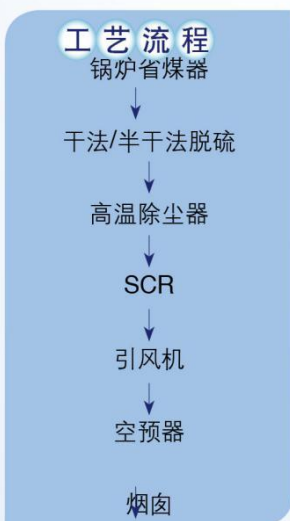 工艺流程
锅炉省煤器
干法/半干法脱硫
高温除尘器
SCR
引风机
空预器
烟囱